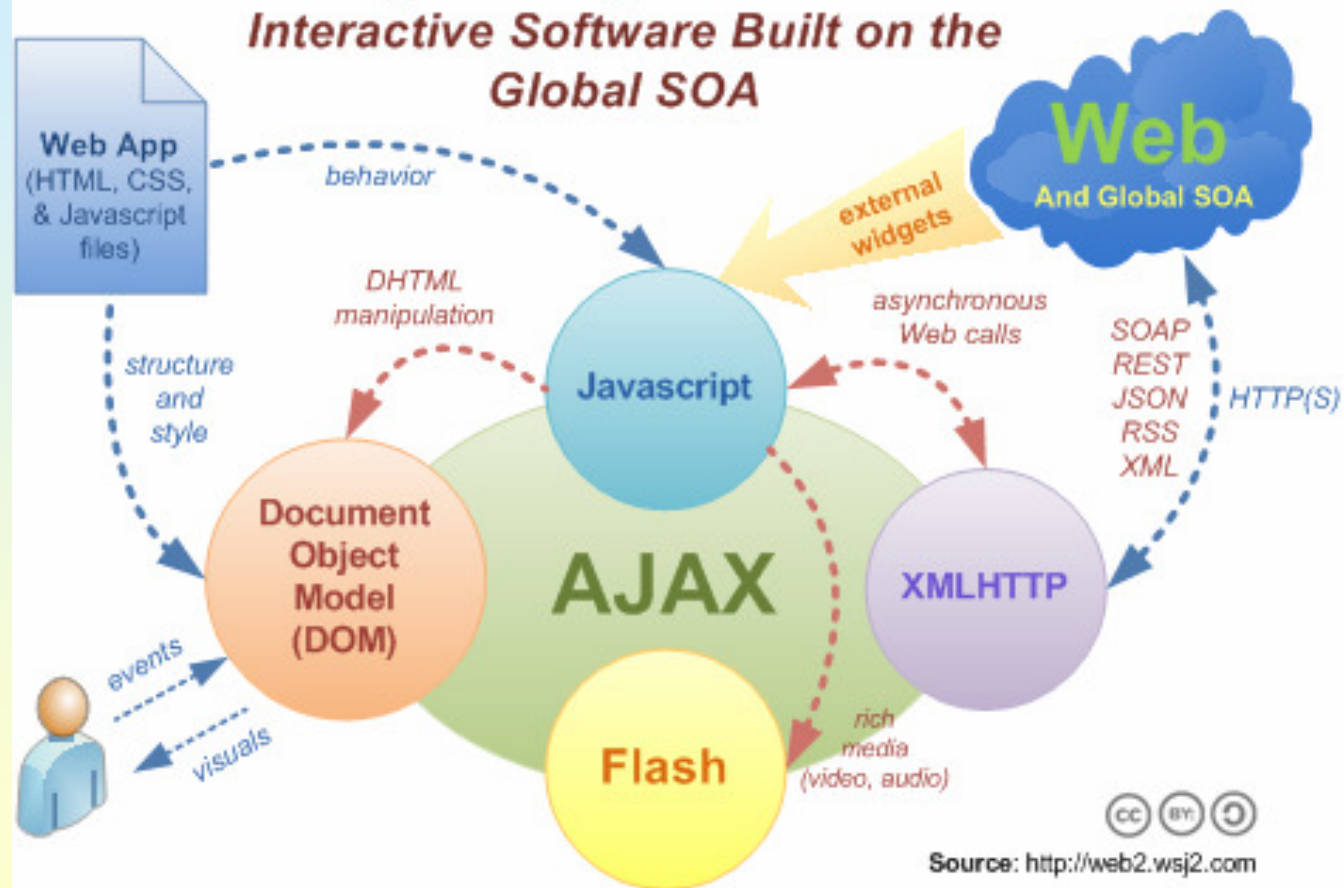 Interactive Software Built on the
Global SOA
Web App
(HTML, CSS,
& Javascript
files)
behavior
external
widgets
Web
And Global SOA
DHTML
manipulation
asynchronous
Web calls
SOAP
REST
JSON
RSS
XML
HTTP(S)
structure
and
style
Javascript
Document
Object
Model
(DOM)
AJAX
XMLHTTP
events
visuals
Flash
rich
media
(video, audio)
cc BY:
Source: http://web2.wsj2.com